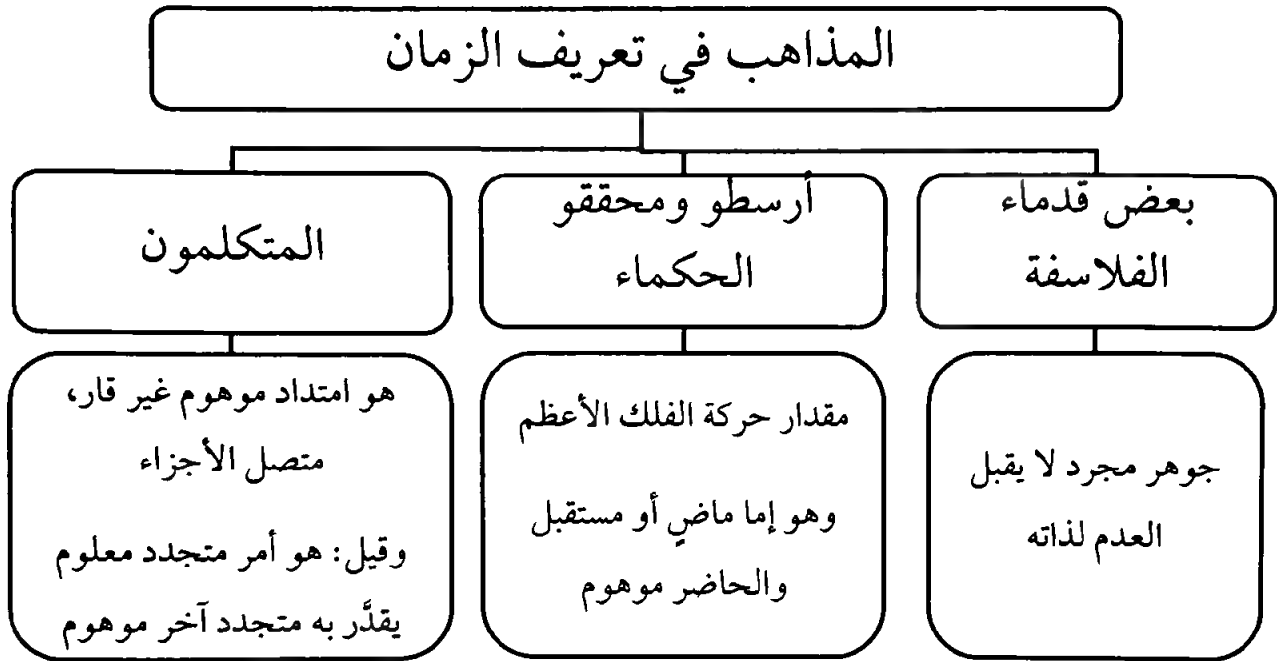 المذاهب في تعريف الزمان
بعض قدماء
الفلاسفة
أرسطو ومحققو
الحكماء
المتكلمون
جوهر مجرد لا يقبل
العدم لذاته
مقدار حركة الفلك الأعظم
وهو إما ماضٍ أو مستقبل
والحاضر موهوم
هو امتداد موهوم غير قار،
متصل الأجزاء
وقيل: هو أمر متجدد معلوم
يقدَّر به متجدد آخر موهوم